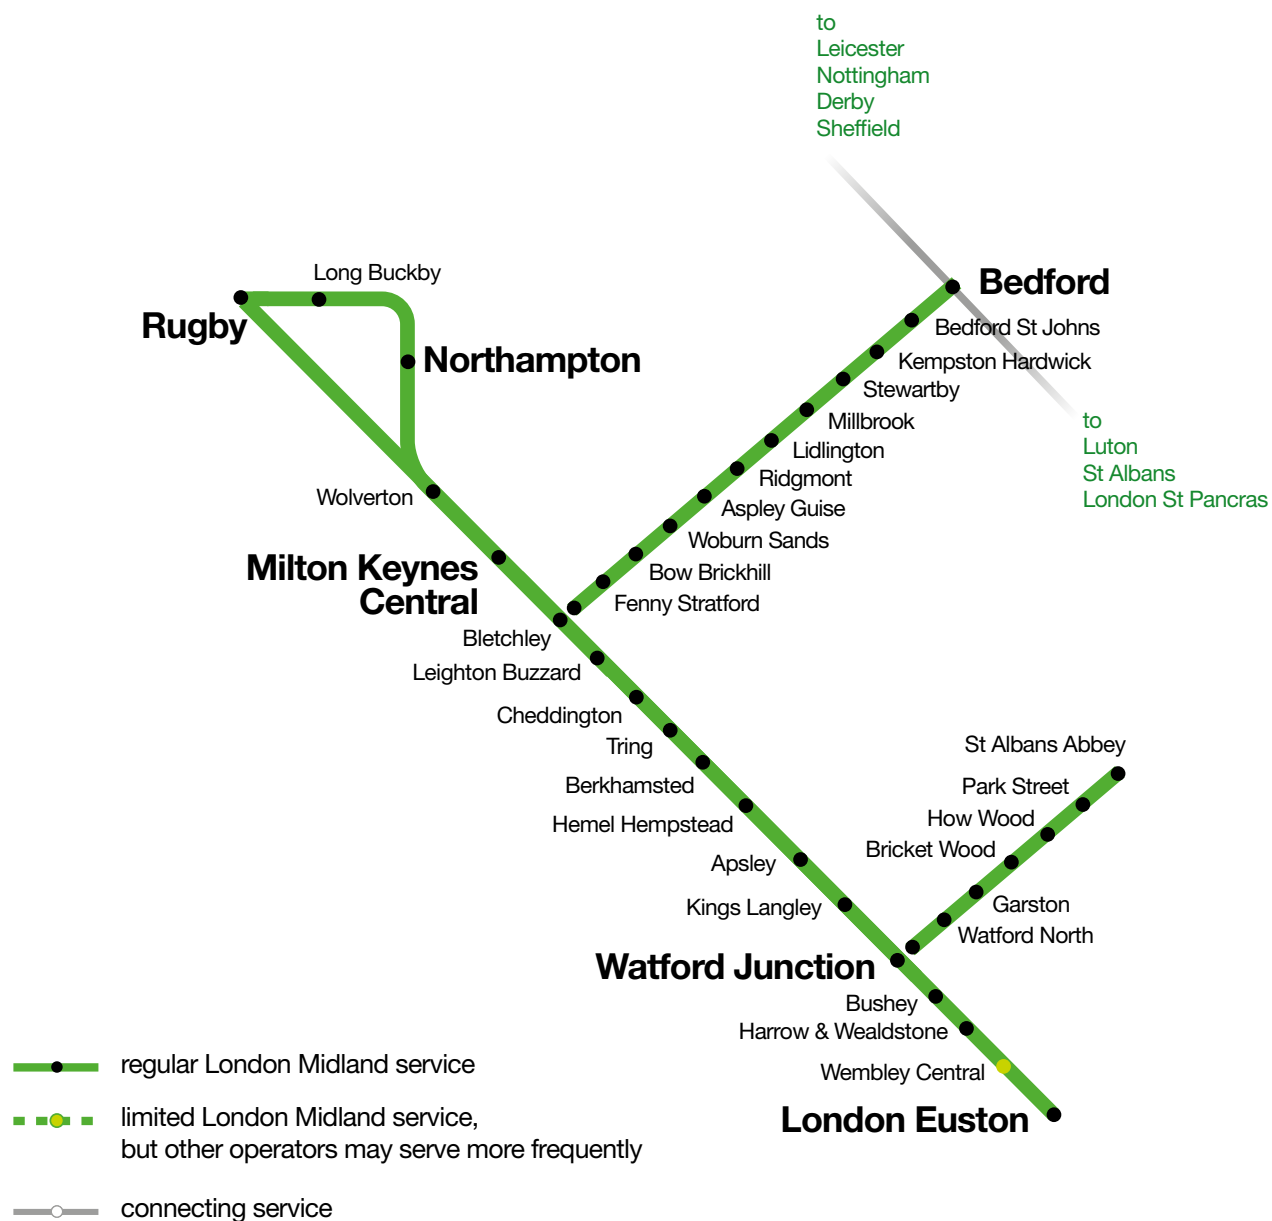 to
Leicester
Nottingham
Derby
Sheffield
Long Buckby
Rugby
Northampton
Bedford
Bedford St Johns
Kempston Hardwick
Stewartby
Millbrook
Lidlington
Ridgmont
Aspley Guise
Woburn Sands
Bow Brickhill
Fenny Stratford
to
Luton
St Albans
London St Pancras
Wolverton
Milton Keynes
Central
Bletchley
Leighton Buzzard
Cheddington
Tring
Berkhamsted
Hemel Hempstead
Apsley
Kings Langley
St Albans Abbey
Park Street
How Wood
Bricket Wood
Garston
Watford North
Watford Junction
Bushey
Harrow & Wealdstone
Wembley Central
London Euston
regular London Midland service
limited London Midland service,
but other operators may serve more frequently
connecting service